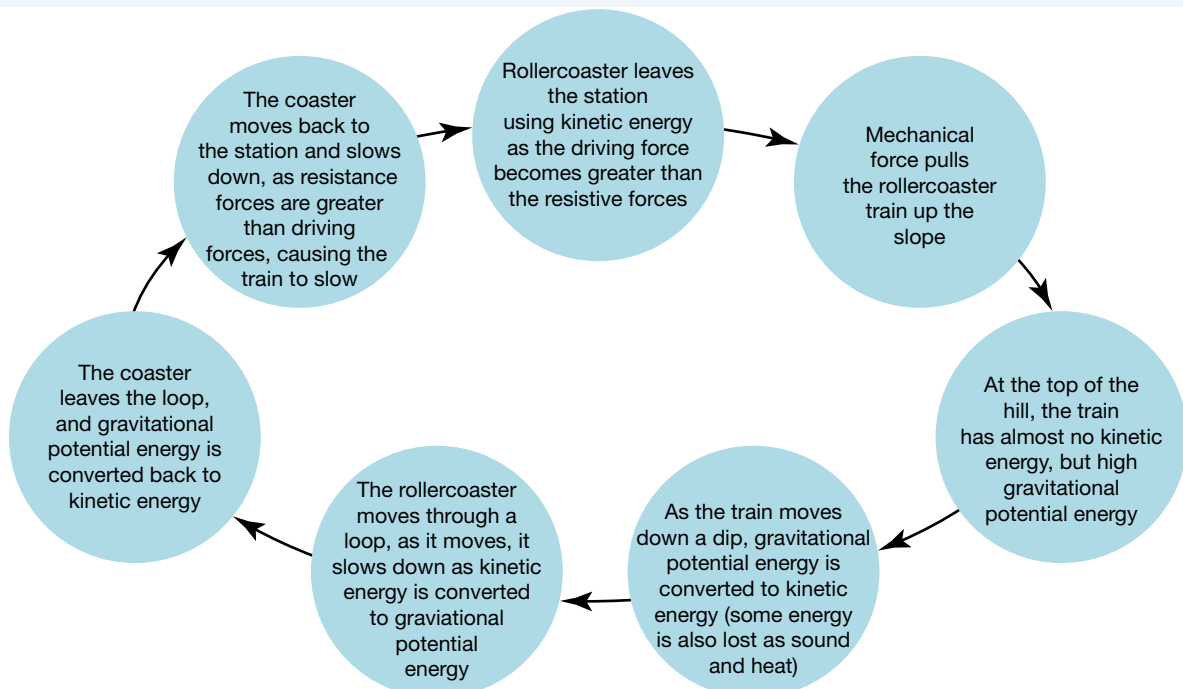 Rollercoaster leaves
the station
using kinetic energy
as the driving force
becomes greater than
the resistive forces
Mechanical
force pulls
the rollercoaster
train up the
slope
At the top of the
hill, the train
has almost no kinetic
energy, but high
gravitational
potential energy
As the train moves
down a dip, gravitational
potential energy is
converted to kinetic
energy (some energy
is also lost as sound
and heat)
The rollercoaster
moves through a
loop, as it moves, it
slows down as kinetic
energy is converted
to graviational
potential
energy
The coaster
leaves the loop,
and gravitational
potential energy is
converted back to
kinetic energy
The coaster
moves back to
the station and slows
down, as resistance
forces are greater
than driving
forces, causing the
train to slow